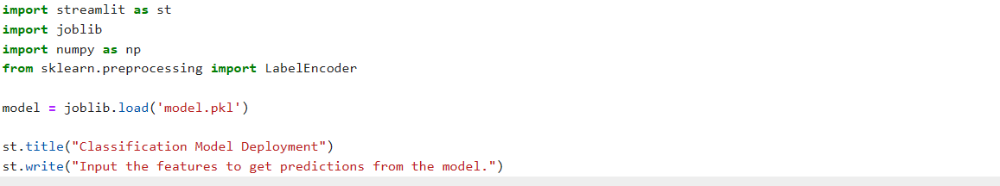 import streamlit as st
import joblib
import numpy as np
from sklearn.preprocessing import LabelEncoder
model = joblib.load('model.pkl')
st.title("Classification Model Deployment")
st.write("Input the features to get predictions from the model.")